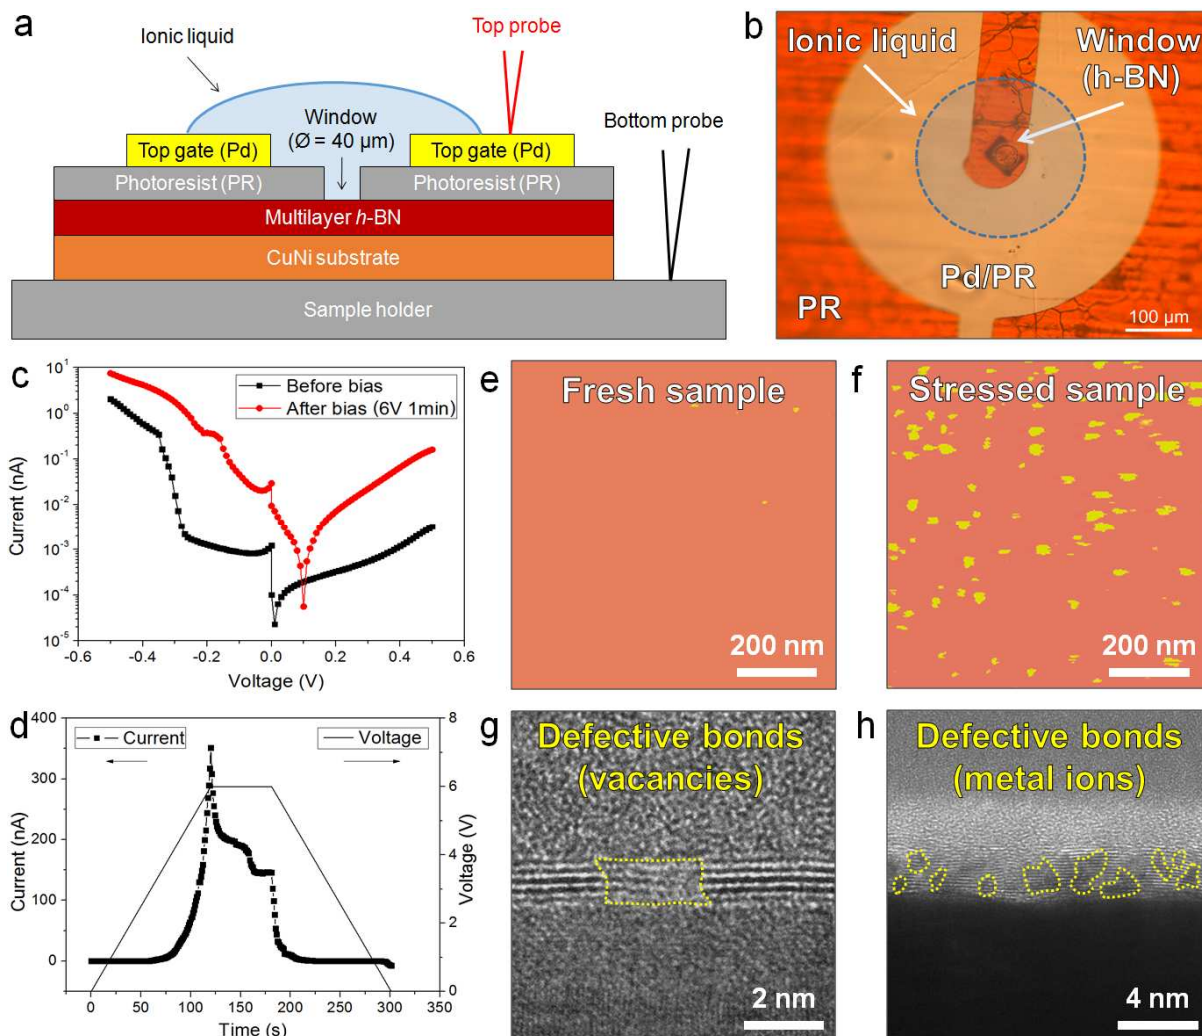 a
Ionic liquid
Top probe
Window
(Ø = 40 µm)
Bottom probe
Top gate (Pd)
Top gate (Pd)
Photoresist (PR)
Photoresist (PR)
Multilayer h-BN
CuNi substrate
Sample holder
b
Ionic liquid
Window
(h-BN)
Pd/PR
PR
100 µm
c
Before bias
After bias (6V 1min)
10¹
10⁰
10⁻¹
10⁻²
10⁻³
10⁻⁴
10⁻⁵
Current (nA)
-0.6 -0.4 -0.2 0.0 0.2 0.4 0.6
Voltage (V)
e
Fresh sample
200 nm
f
Stressed sample
200 nm
d
Current
Voltage
400
300
200
100
0
Current (nA)
8
6
4
2
0
Voltage (V)
0 50 100 150 200 250 300 350
Time (s)
g
Defective bonds
(vacancies)
2 nm
h
Defective bonds
(metal ions)
4 nm